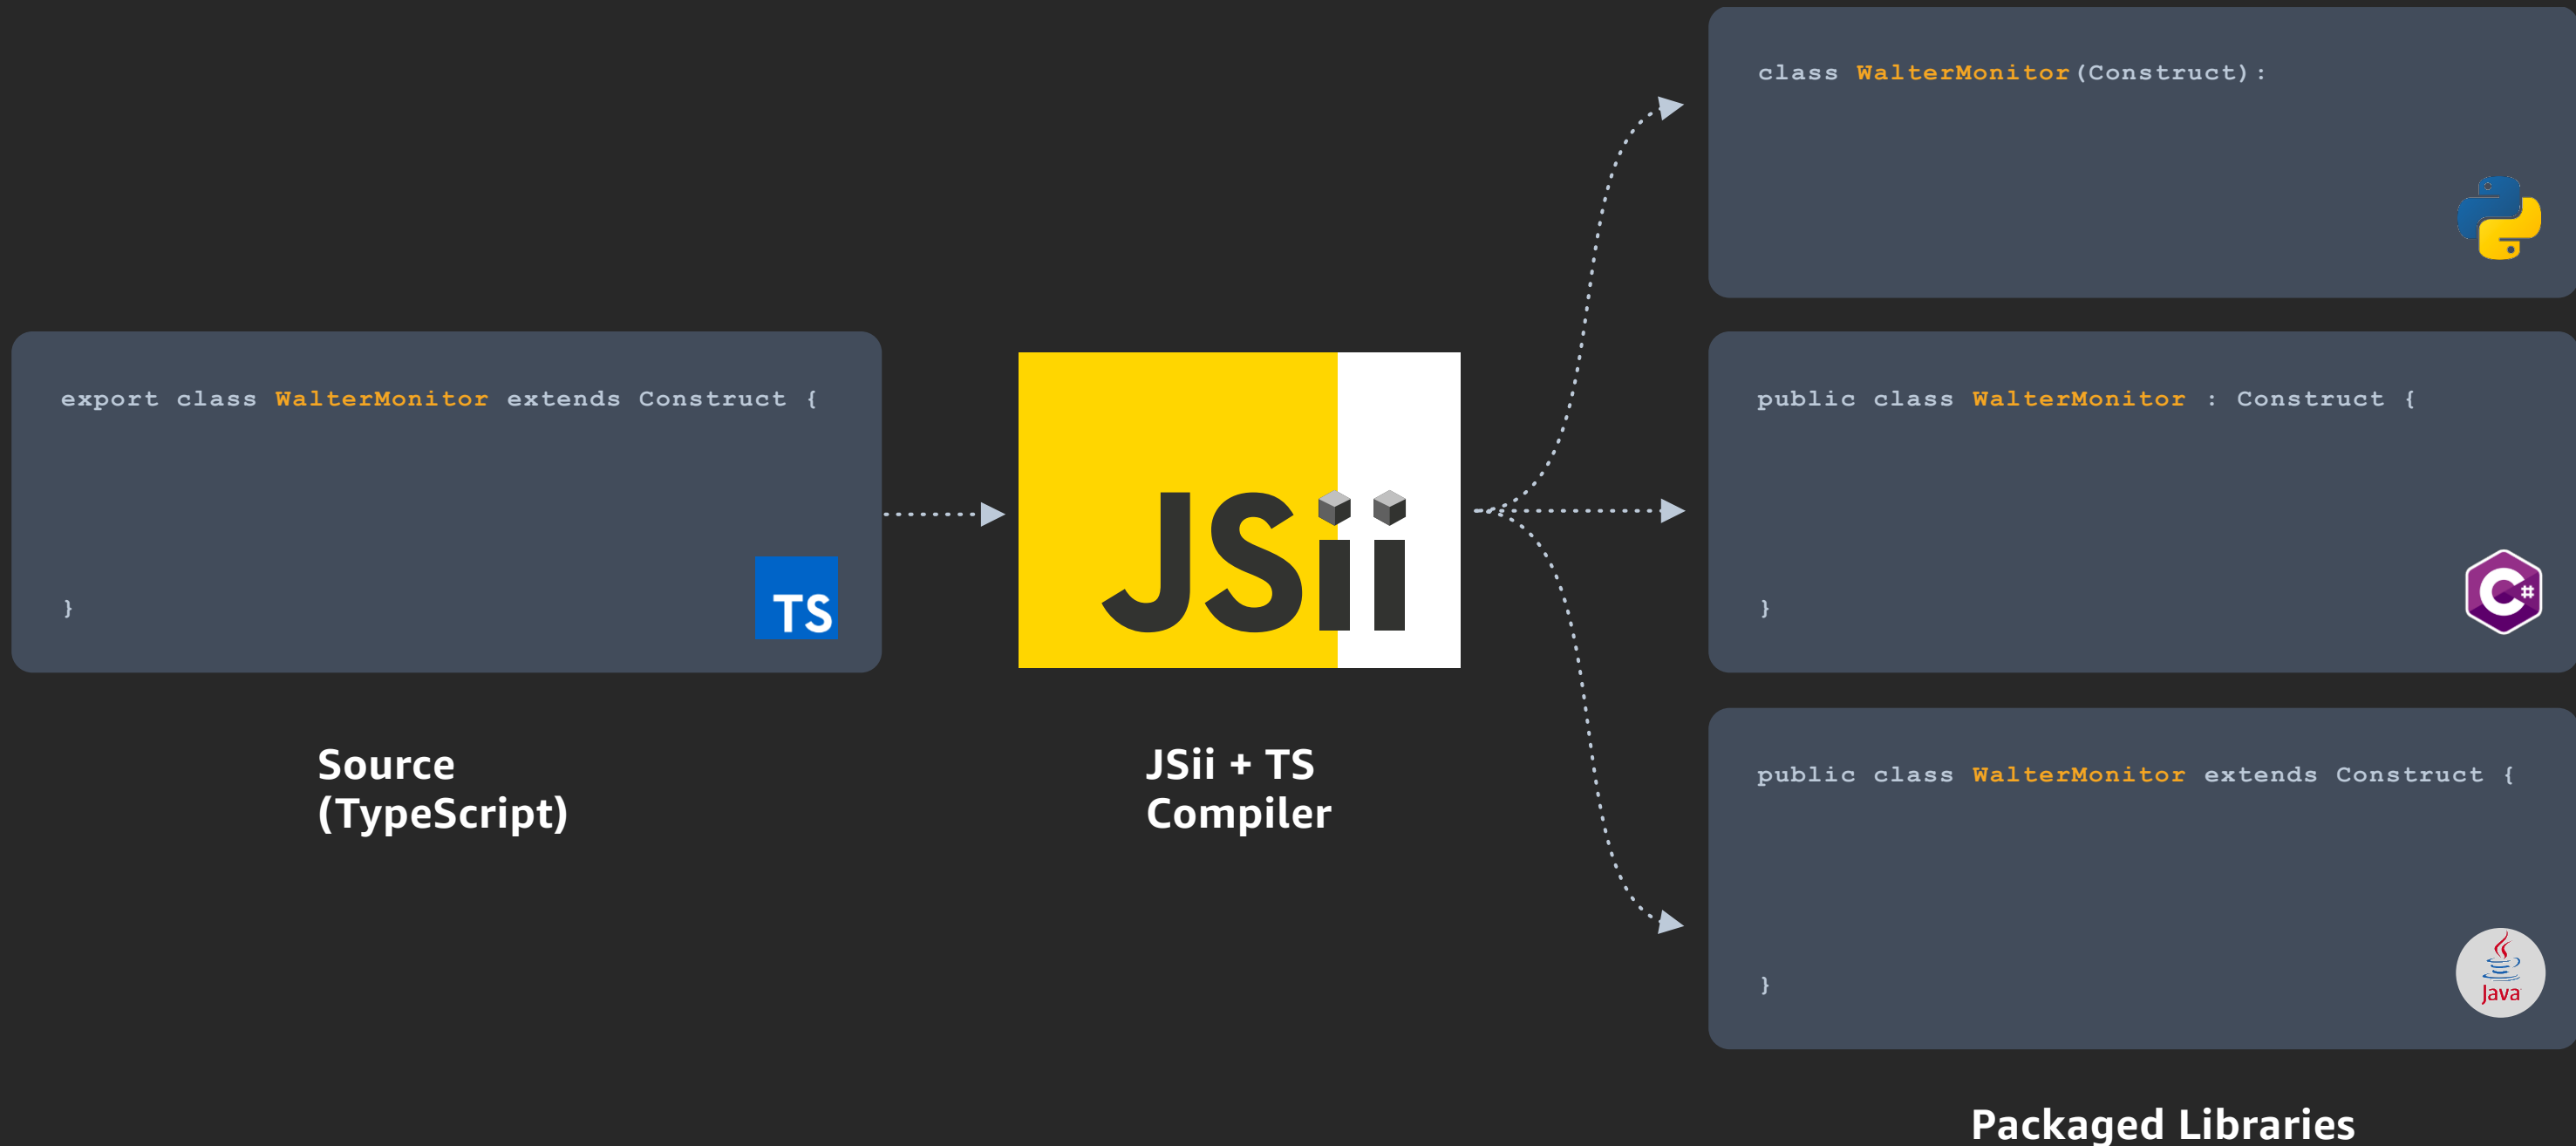 export class WalterMonitor extends Construct {
}
TS
Source
(TypeScript)
JSii
JSii + TS
Compiler
class WalterMonitor(Construct):
public class WalterMonitor : Construct {
}
C#
public class WalterMonitor extends Construct {
}
Java
Packaged Libraries